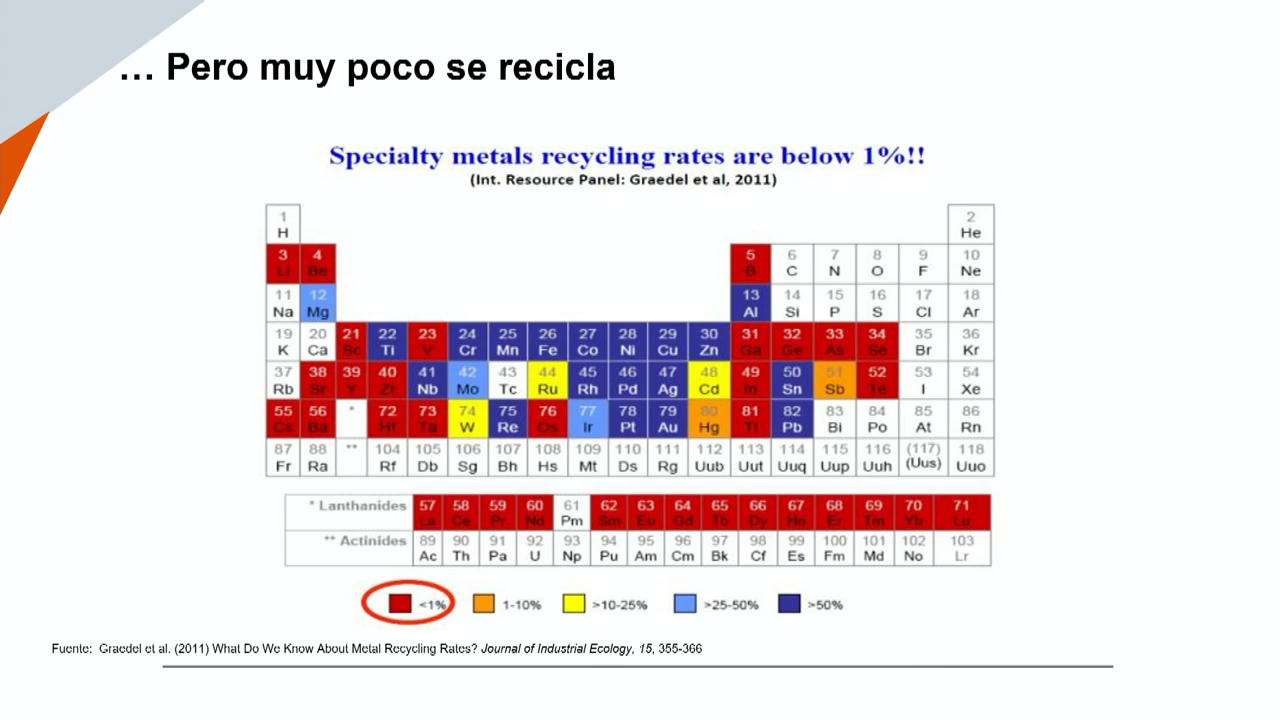 … Pero muy poco se recicla
Specialty metals recycling rates are below 1%!!
(Int. Resource Panel: Graedel et al, 2011)
1 2
H He
3 4 5 6 7 8 9 10
Li Be B C N O F Ne
11 12 13 14 15 16 17 18
Na Mg Al Si P S Cl Ar
19 20 21 22 23 24 25 26 27 28 29 30 31 32 33 34 35 36
K Ca Sc Ti V Cr Mn Fe Co Ni Cu Zn Ga Ge As Se Br Kr
37 38 39 40 41 42 43 44 45 46 47 48 49 50 51 52 53 54
Rb Sr Y Zr Nb Mo Tc Ru Rh Pd Ag Cd In Sn Sb Te I Xe
55 56 * 72 73 74 75 76 77 78 79 80 81 82 83 84 85 86
Cs Ba Hf Ta W Re Os Ir Pt Au Hg Tl Pb Bi Po At Rn
87 88 ** 104 105 106 107 108 109 110 111 112 113 114 115 116 (117) 118
Fr Ra Rf Db Sg Bh Hs Mt Ds Rg Uub Uut Uuq Uup Uuh (Uus) Uuo
* Lanthanides 57 58 59 60 61 62 63 64 65 66 67 68 69 70 71
La Ce Pr Nd Pm Sm Eu Gd Tb Dy Ho Er Tm Yb Lu
** Actinides 89 90 91 92 93 94 95 96 97 98 99 100 101 102 103
Ac Th Pa U Np Pu Am Cm Bk Cf Es Fm Md No Lr
<1% 1-10% >10-25% >25-50% >50%
Fuente: Graedel et al. (2011) What Do We Know About Metal Recycling Rates? Journal of Industrial Ecology, 15, 355-366